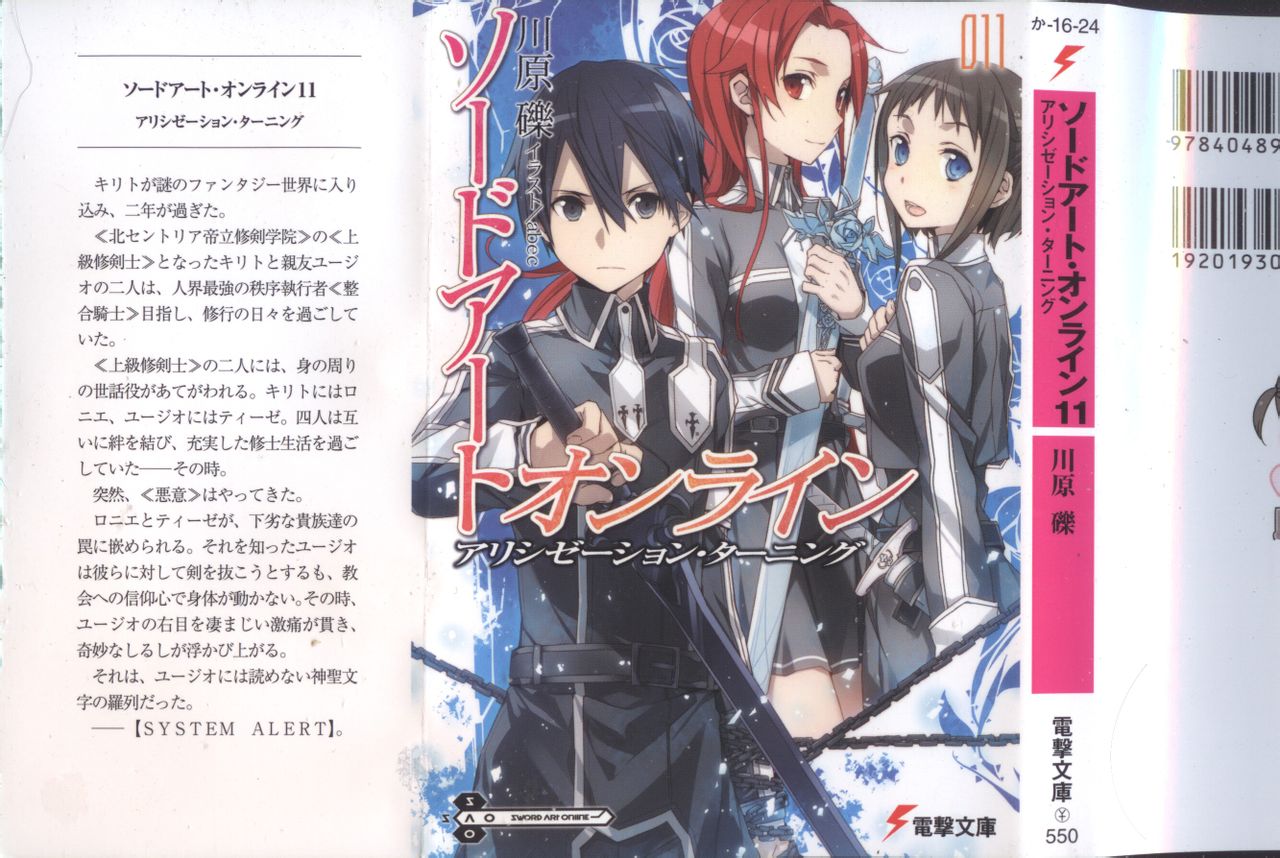 ソードアート・オンライン11
アリシゼーション・ターニング
キリトが謎のファンタジー世界に入り
込み、二年が過ぎた。
《北セントリア帝立修剣学院》の《上
級修剣士》となったキリトと親友ユージ
オの二人は、人界最強の秩序執行者《整
合騎士》目指し、修行の日々を過ごして
いた。
《上級修剣士》の二人には、身の周り
の世話役があてがわれる。キリトにはロ
ニエ、ユージオにはティーゼ。四人は互
いに絆を結び、充実した修士生活を過ご
していた──その時。
突然、《悪意》はやってきた。
ロニエとティーゼが、下劣な貴族達の
罠に嵌められる。それを知ったユージオ
は彼らに対して剣を抜こうとするも、教
会への信仰心で身体が動かない。その時、
ユージオの右目を凄まじい激痛が貫き、
奇妙なしるしが浮かび上がる。
それは、ユージオには読めない神聖文
字の羅列だった。
──【SYSTEM ALERT】。
ソードアートオンライン
アリシゼーション・ターニング
川原 礫
イラスト/abec
011
SAO
SWORD ART ONLINE
電撃文庫
か-16-24
ソードアート・オンライン11
アリシゼーション・ターニング
川原 礫
電撃文庫
¥
550
97840489
19201930